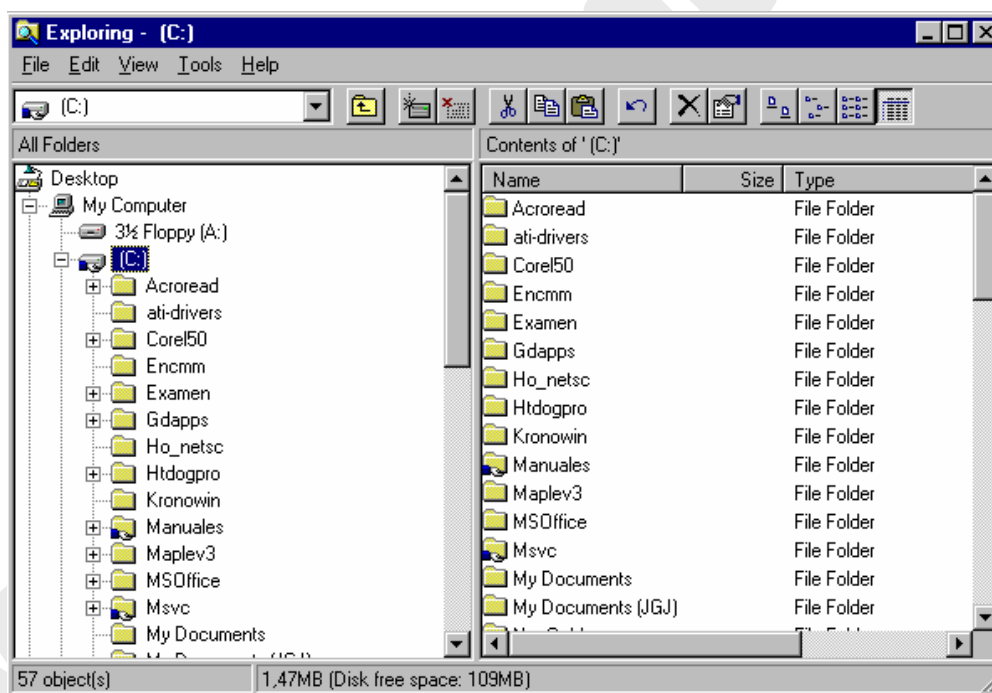 Exploring - (C:)
File Edit View Tools Help
(C:)
All Folders
Contents of '(C:)'
Desktop
My Computer
3½ Floppy (A:)
(C:)
Acroread
ati-drivers
Corel50
Encmm
Examen
Gdapps
Ho_netsc
Htdogpro
Kronowin
Manuales
Maplev3
MSOffice
Msvc
My Documents
Name Size Type
Acroread File Folder
ati-drivers File Folder
Corel50 File Folder
Encmm File Folder
Examen File Folder
Gdapps File Folder
Ho_netsc File Folder
Htdogpro File Folder
Kronowin File Folder
Manuales File Folder
Maplev3 File Folder
MSOffice File Folder
Msvc File Folder
My Documents File Folder
My Documents (JGJ) File Folder
57 object(s)
1,47MB (Disk free space: 109MB)